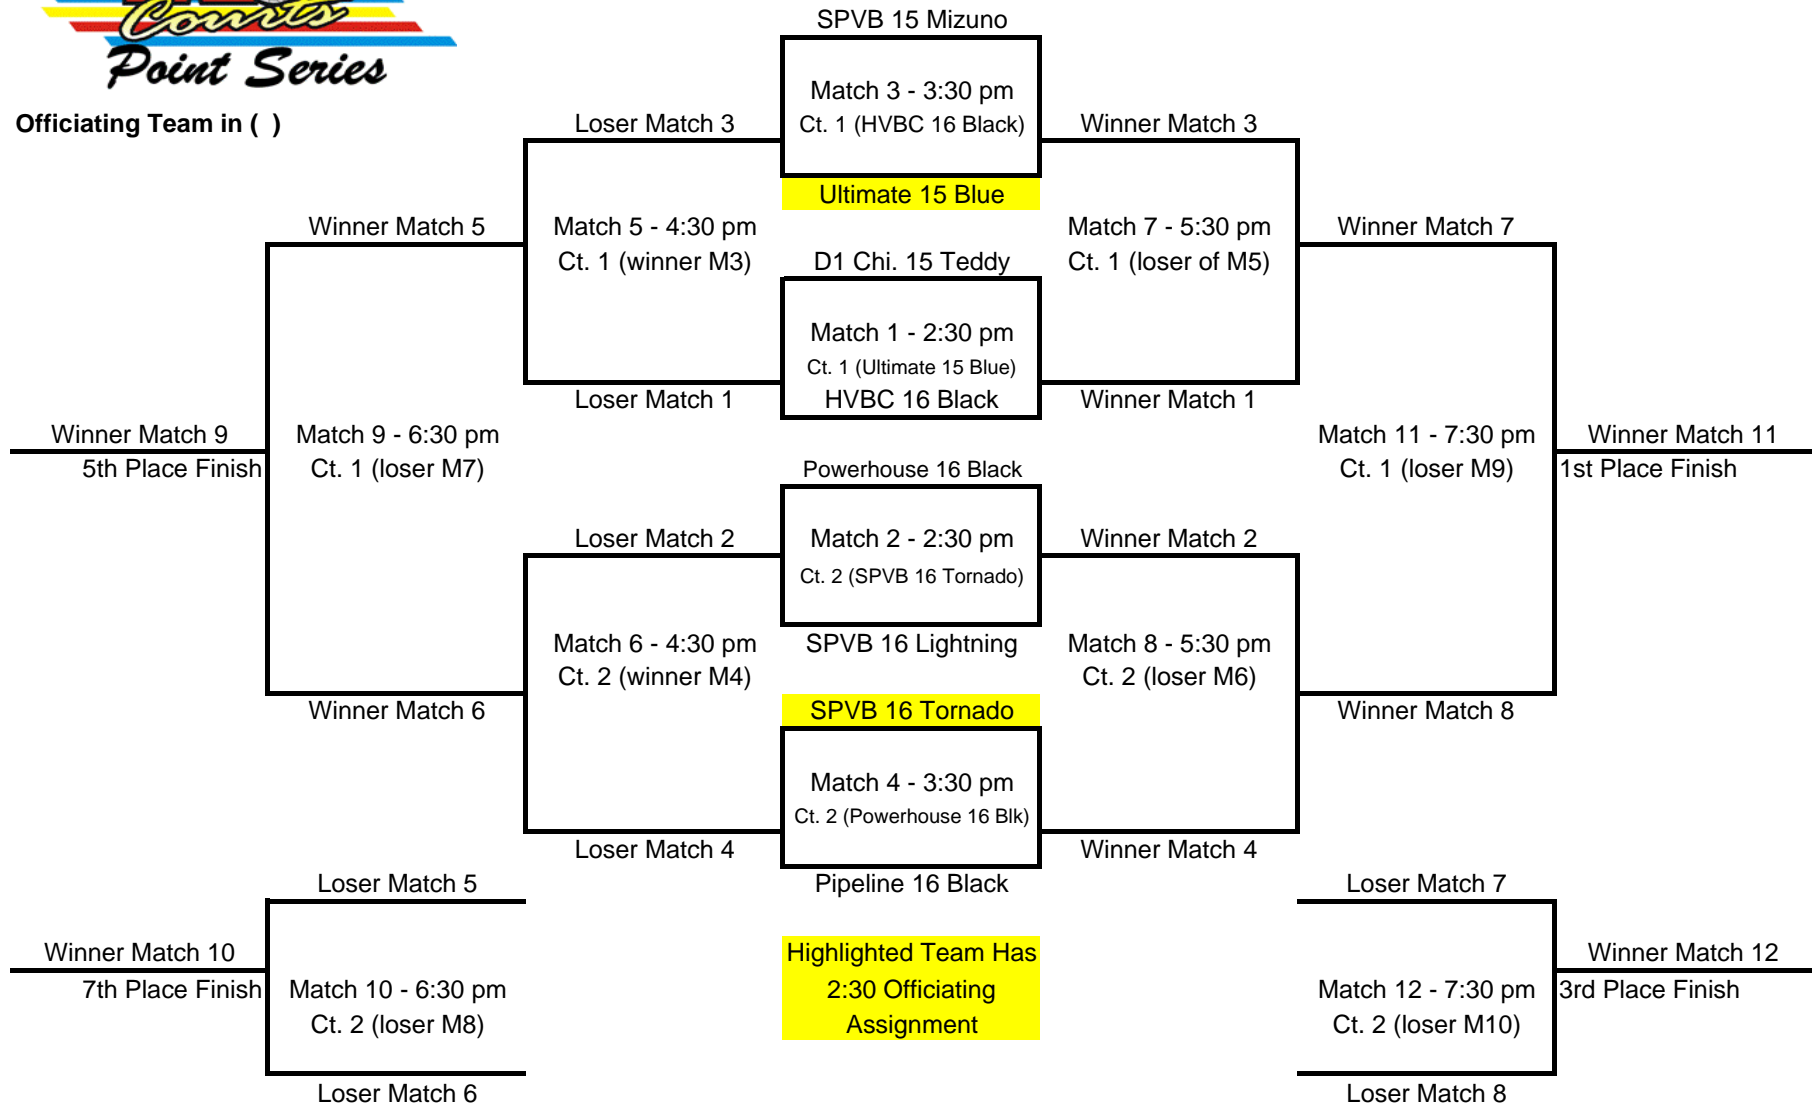 Courts
Point Series
Officiating Team in ( )
SPVB 15 Mizuno
Match 3 - 3:30 pm
Ct. 1 (HVBC 16 Black)
Loser Match 3
Winner Match 3
Ultimate 15 Blue
Winner Match 5
Match 5 - 4:30 pm
Ct. 1 (winner M3)
Match 7 - 5:30 pm
Ct. 1 (loser of M5)
Winner Match 7
D1 Chi. 15 Teddy
Match 1 - 2:30 pm
Ct. 1 (Ultimate 15 Blue)
HVBC 16 Black
Loser Match 1
Winner Match 1
Winner Match 9
5th Place Finish
Match 9 - 6:30 pm
Ct. 1 (loser M7)
Match 11 - 7:30 pm
Ct. 1 (loser M9)
Winner Match 11
1st Place Finish
Powerhouse 16 Black
Loser Match 2
Match 2 - 2:30 pm
Ct. 2 (SPVB 16 Tornado)
Winner Match 2
SPVB 16 Lightning
Match 6 - 4:30 pm
Ct. 2 (winner M4)
Match 8 - 5:30 pm
Ct. 2 (loser M6)
Winner Match 6
SPVB 16 Tornado
Winner Match 8
Match 4 - 3:30 pm
Ct. 2 (Powerhouse 16 Blk)
Loser Match 4
Winner Match 4
Pipeline 16 Black
Loser Match 5
Loser Match 7
Winner Match 10
7th Place Finish
Match 10 - 6:30 pm
Ct. 2 (loser M8)
Highlighted Team Has
2:30 Officiating
Assignment
Match 12 - 7:30 pm
Ct. 2 (loser M10)
Winner Match 12
3rd Place Finish
Loser Match 6
Loser Match 8